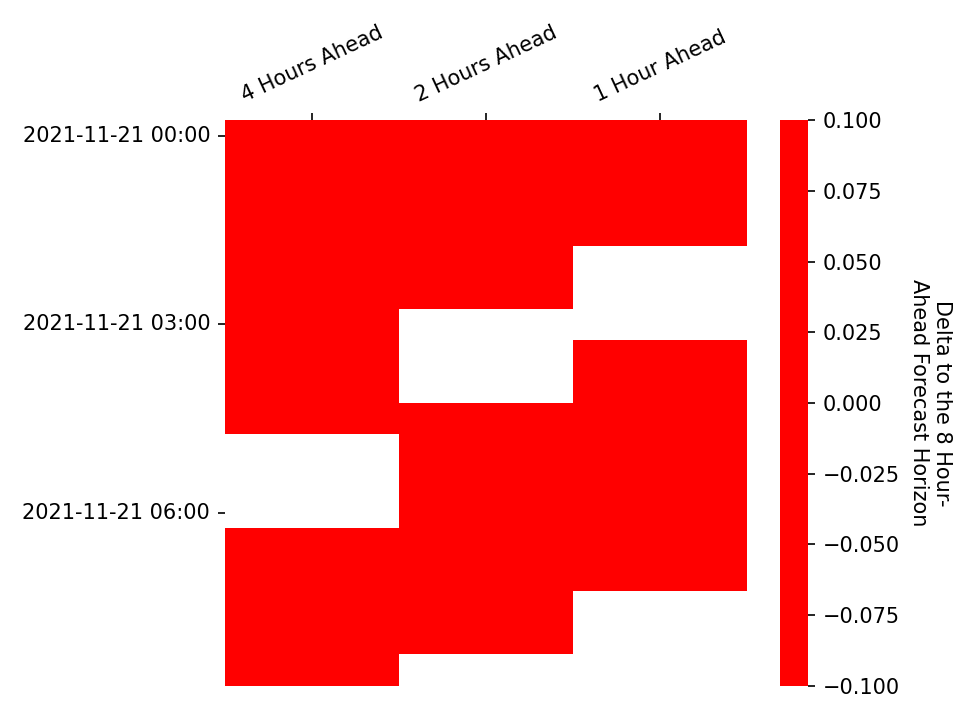 4 Hours Ahead
2 Hours Ahead
1 Hour Ahead
2021-11-21 00:00
2021-11-21 03:00
2021-11-21 06:00
0.100
0.075
0.050
0.025
0.000
−0.025
−0.050
−0.075
−0.100
Delta to the 8 Hour-
Ahead Forecast Horizon